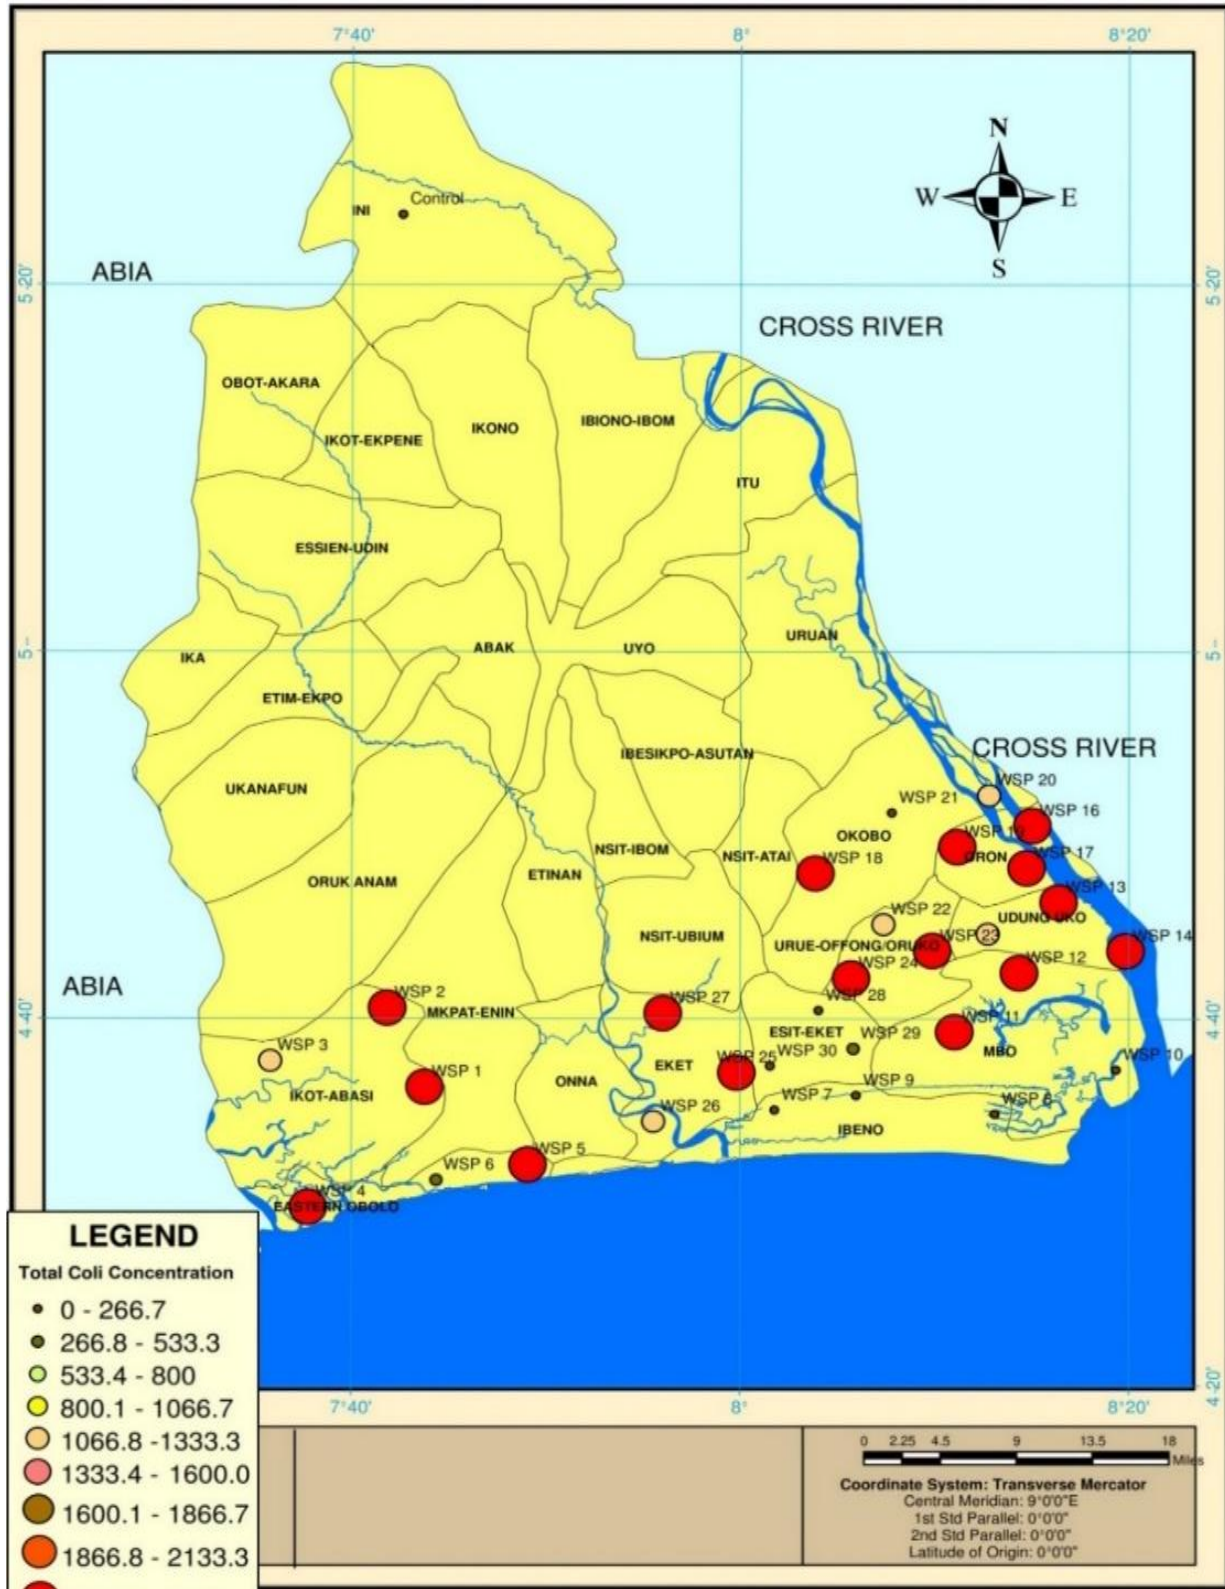 7°40'
8°
8°20'
N
W
E
S
Control
INI
ABIA
5°20'
5°20'
CROSS RIVER
OBOT-AKARA
IKOT-EKPENE
IKONO
IBIONO-IBOM
ITU
ESSIEN-UDIN
URUAN
ABAK
UYO
IKA
5
5
ETIM-EKPO
IBESIKPO-ASUTAN
CROSS RIVER
UKANAFUN
WSP 20
WSP 21
WSP 16
OKOBO
NSIT-IBOM
NSIT-ATAI
ORON
WSP 17
WSP 18
ETINAN
ORUK ANAM
WSP 13
WSP 22
UDUNG UKO
NSIT-UBIUM
URUE-OFFONG/ORUKO
WSP 23
WSP 14
WSP 24
WSP 12
ABIA
WSP 2
WSP 28
WSP 27
MKPAT-ENIN
4°40'
4°40'
WSP 11
ESIT-EKET
WSP 29
WSP 3
WSP 30
MBO
WSP 25
WSP 10
EKET
WSP 1
ONNA
WSP 9
IKOT-ABASI
WSP 7
WSP 26
WSP 8
IBENO
WSP 5
WSP 6
WSP 4
EASTERN OBOLO
LEGEND
Total Coli Concentration
0 - 266.7
266.8 - 533.3
533.4 - 800
800.1 - 1066.7
1066.8 -1333.3
1333.4 - 1600.0
1600.1 - 1866.7
1866.8 - 2133.3
4°20'
4°20'
7°40'
8°
8°20'
0 2.25 4.5 9 13.5 18
Miles
Coordinate System: Transverse Mercator
Central Meridian: 9°0'0"E
1st Std Parallel: 0°0'0"
2nd Std Parallel: 0°0'0"
Latitude of Origin: 0°0'0"